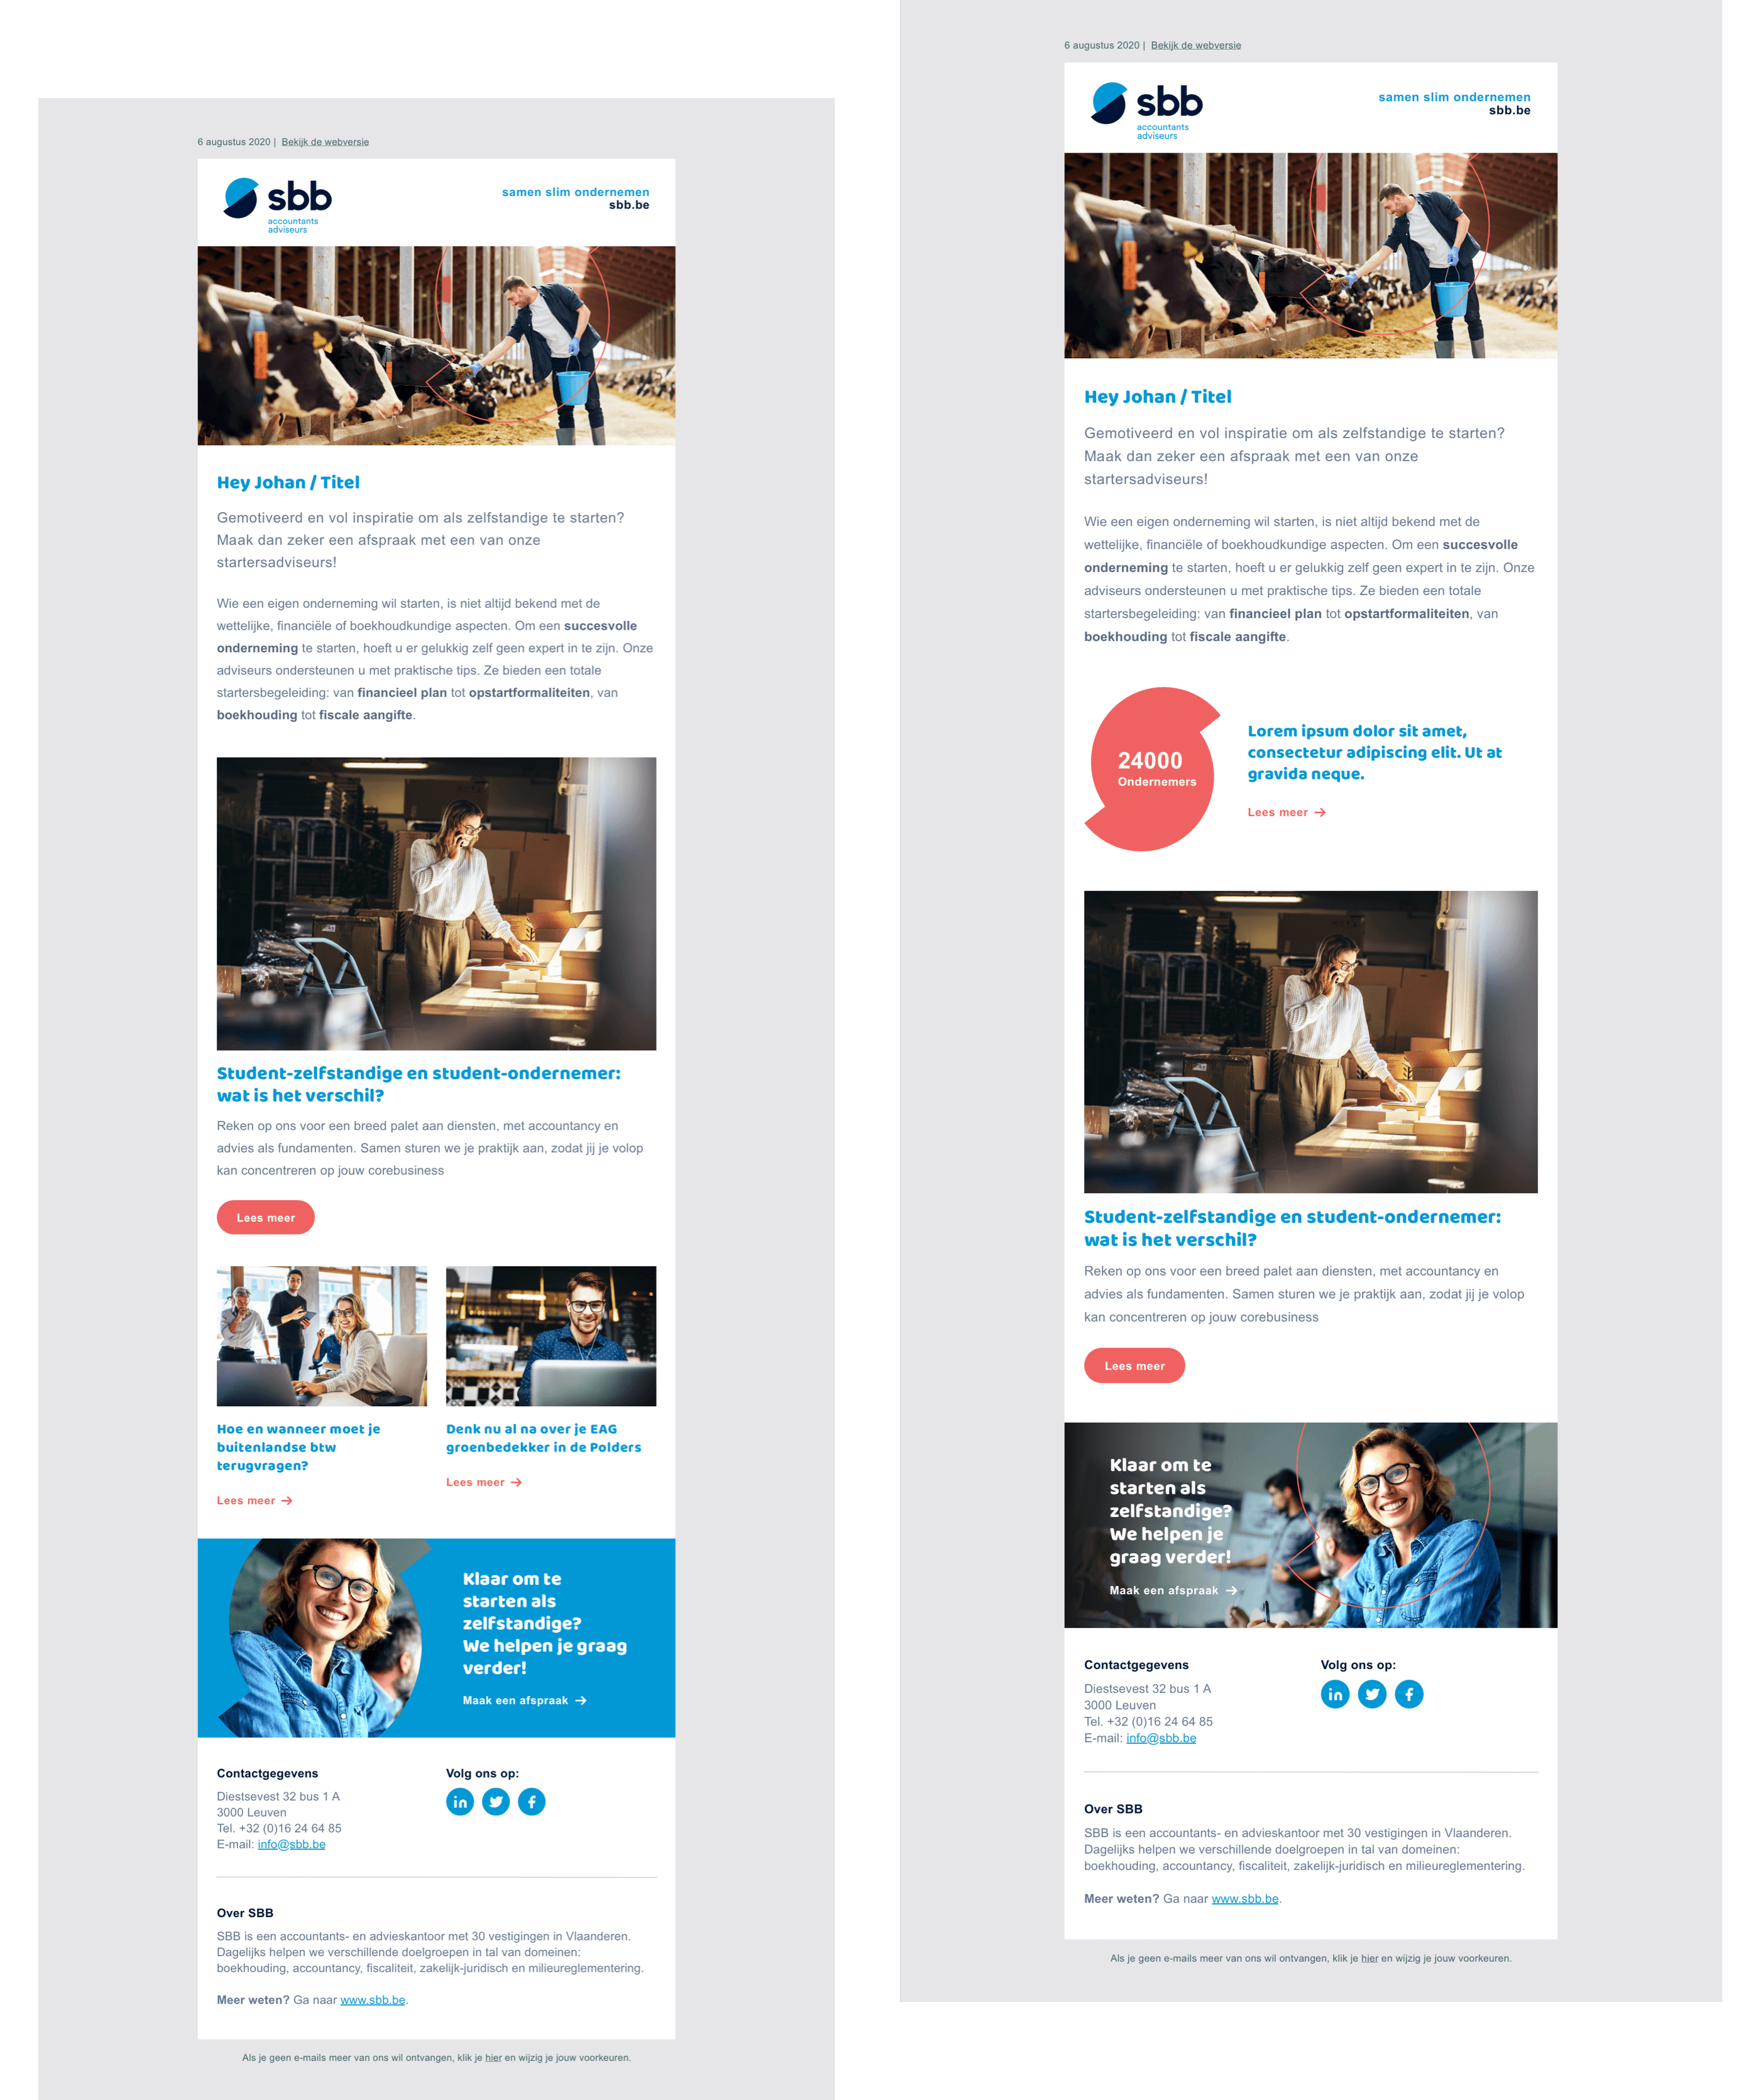 6 augustus 2020 | Bekijk de webversie
sbb
accountants
adviseurs
samen slim ondernemen
sbb.be
Hey Johan / Titel
Gemotiveerd en vol inspiratie om als zelfstandige te starten?
Maak dan zeker een afspraak met een van onze
startersadviseurs!
Wie een eigen onderneming wil starten, is niet altijd bekend met de
wettelijke, financiële of boekhoudkundige aspecten. Om een succesvolle
onderneming te starten, hoeft u er gelukkig zelf geen expert in te zijn. Onze
adviseurs ondersteunen u met praktische tips. Ze bieden een totale
startersbegeleiding: van financieel plan tot opstartformaliteiten, van
boekhouding tot fiscale aangifte.
Student-zelfstandige en student-ondernemer:
wat is het verschil?
Reken op ons voor een breed palet aan diensten, met accountancy en
advies als fundamenten. Samen sturen we je praktijk aan, zodat jij je volop
kan concentreren op jouw corebusiness
Lees meer
Hoe en wanneer moet je
buitenlandse btw
terugvragen?
Lees meer →
Denk nu al na over je EAG
groenbedekker in de Polders
Lees meer →
Klaar om te
starten als
zelfstandige?
We helpen je graag
verder!
Maak een afspraak →
Contactgegevens
Diestsevest 32 bus 1 A
3000 Leuven
Tel. +32 (0)16 24 64 85
E-mail: info@sbb.be
Volg ons op:
in
f
Over SBB
SBB is een accountants- en advieskantoor met 30 vestigingen in Vlaanderen.
Dagelijks helpen we verschillende doelgroepen in tal van domeinen:
boekhouding, accountancy, fiscaliteit, zakelijk-juridisch en milieureglementering.
Meer weten? Ga naar www.sbb.be.
Als je geen e-mails meer van ons wil ontvangen, klik je hier en wijzig je jouw voorkeuren.
6 augustus 2020 | Bekijk de webversie
sbb
accountants
adviseurs
samen slim ondernemen
sbb.be
Hey Johan / Titel
Gemotiveerd en vol inspiratie om als zelfstandige te starten?
Maak dan zeker een afspraak met een van onze
startersadviseurs!
Wie een eigen onderneming wil starten, is niet altijd bekend met de
wettelijke, financiële of boekhoudkundige aspecten. Om een succesvolle
onderneming te starten, hoeft u er gelukkig zelf geen expert in te zijn. Onze
adviseurs ondersteunen u met praktische tips. Ze bieden een totale
startersbegeleiding: van financieel plan tot opstartformaliteiten, van
boekhouding tot fiscale aangifte.
24000
Ondernemers
Lorem ipsum dolor sit amet,
consectetur adipiscing elit. Ut at
gravida neque.
Lees meer →
Student-zelfstandige en student-ondernemer:
wat is het verschil?
Reken op ons voor een breed palet aan diensten, met accountancy en
advies als fundamenten. Samen sturen we je praktijk aan, zodat jij je volop
kan concentreren op jouw corebusiness
Lees meer
Klaar om te
starten als
zelfstandige?
We helpen je
graag verder!
Maak een afspraak →
Contactgegevens
Diestsevest 32 bus 1 A
3000 Leuven
Tel. +32 (0)16 24 64 85
E-mail: info@sbb.be
Volg ons op:
in
f
Over SBB
SBB is een accountants- en advieskantoor met 30 vestigingen in Vlaanderen.
Dagelijks helpen we verschillende doelgroepen in tal van domeinen:
boekhouding, accountancy, fiscaliteit, zakelijk-juridisch en milieureglementering.
Meer weten? Ga naar www.sbb.be.
Als je geen e-mails meer van ons wil ontvangen, klik je hier en wijzig je jouw voorkeuren.